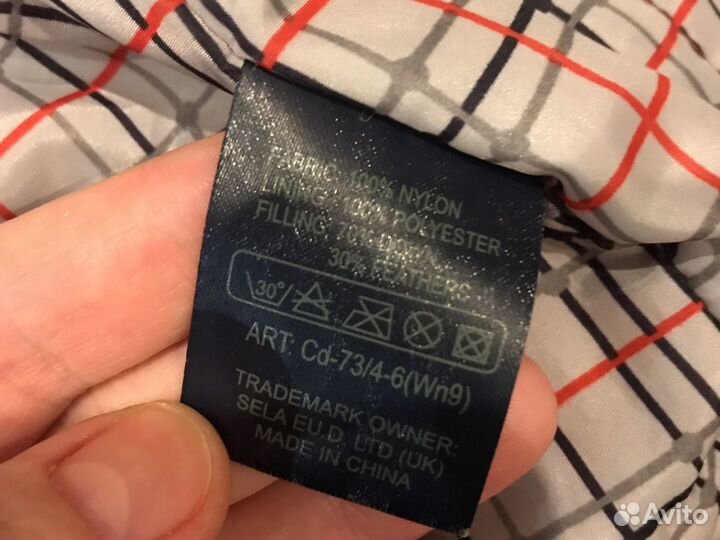 FABRIC: 100% NYLON
LINING: 100% POLYESTER
FILLING: 70% DOWN
30% FEATHERS
30°
ART: Cd-73/4-6(Wn9)
TRADEMARK OWNER:
SELA EU D. LTD (UK)
MADE IN CHINA
Avito